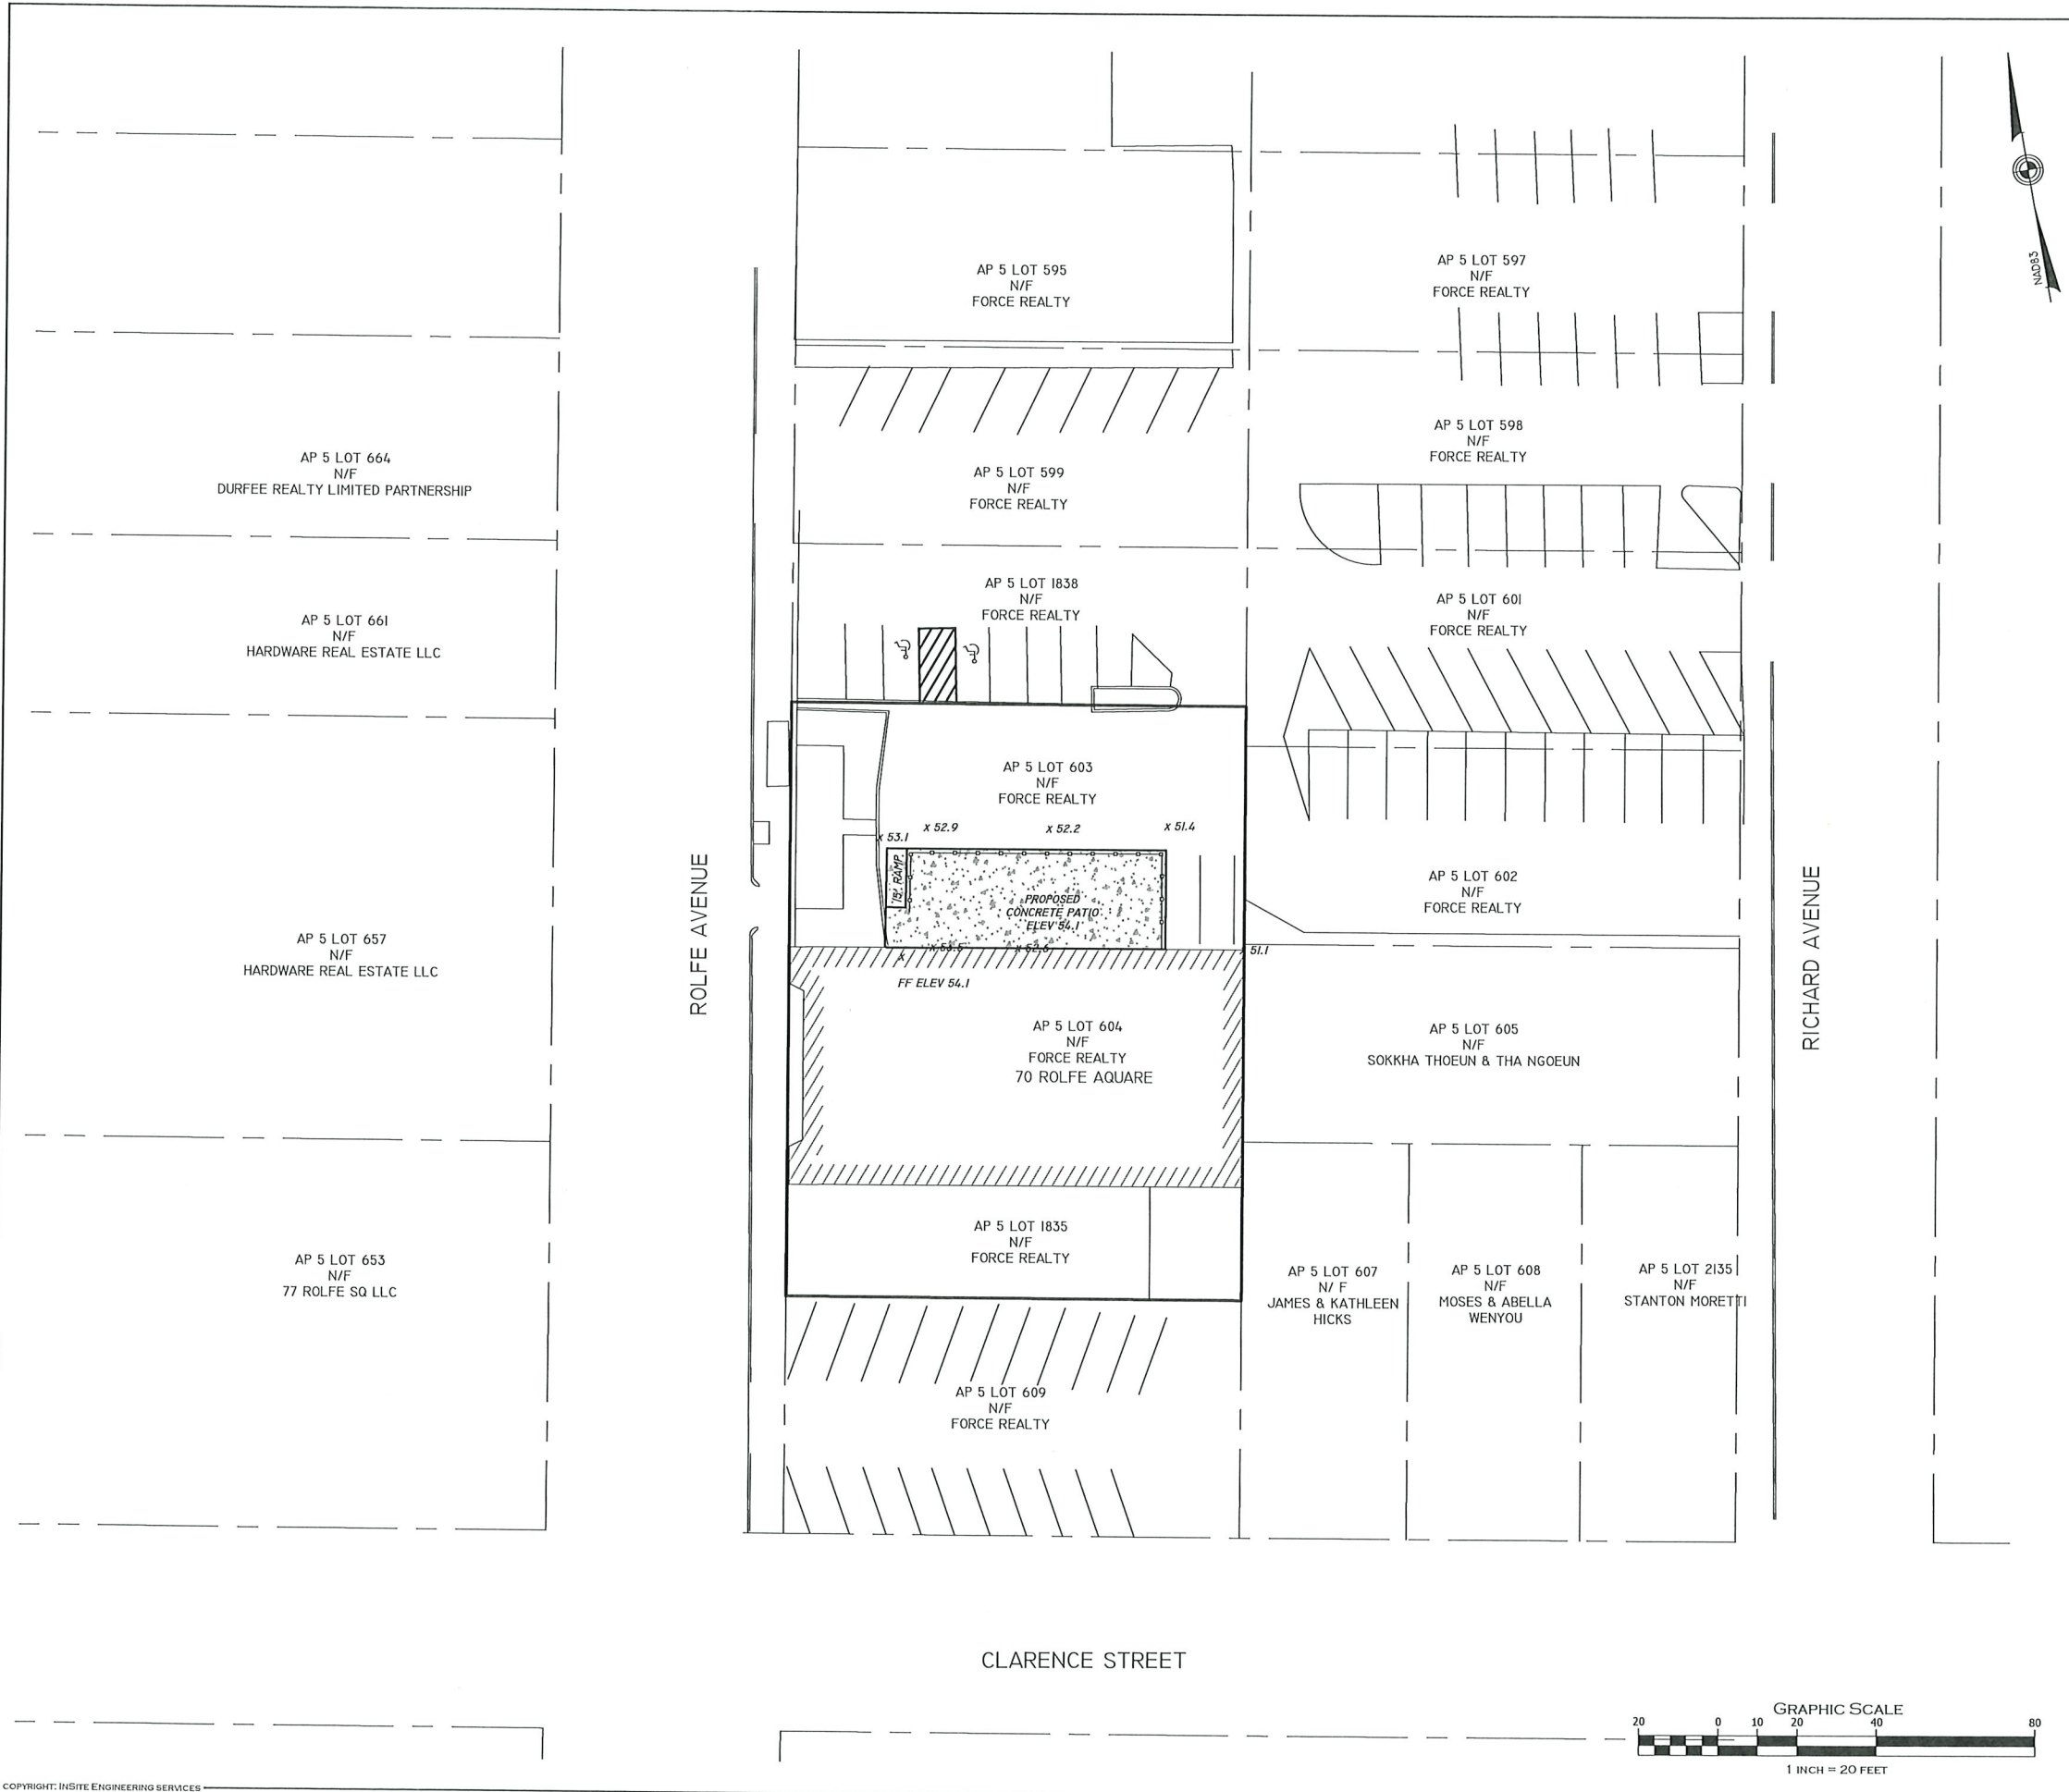 NAD83
AP 5 LOT 595
N/F
FORCE REALTY
AP 5 LOT 597
N/F
FORCE REALTY
AP 5 LOT 664
N/F
DURFEE REALTY LIMITED PARTNERSHIP
AP 5 LOT 599
N/F
FORCE REALTY
AP 5 LOT 598
N/F
FORCE REALTY
AP 5 LOT 661
N/F
HARDWARE REAL ESTATE LLC
AP 5 LOT 1838
N/F
FORCE REALTY
AP 5 LOT 601
N/F
FORCE REALTY
AP 5 LOT 603
N/F
FORCE REALTY
X 53.1
X 52.9
X 52.2
X 51.4
RAMP
PROPOSED
CONCRETE PATIO
ELEV 54.1
X
51.1
FF ELEV 54.1
AP 5 LOT 602
N/F
FORCE REALTY
ROLFE AVENUE
RICHARD AVENUE
AP 5 LOT 657
N/F
HARDWARE REAL ESTATE LLC
AP 5 LOT 604
N/F
FORCE REALTY
70 ROLFE AQUARE
AP 5 LOT 605
N/F
SOKKHA THOEUN & THA NGOEUN
AP 5 LOT 653
N/F
77 ROLFE SQ LLC
AP 5 LOT 1835
N/F
FORCE REALTY
AP 5 LOT 607
N/ F
JAMES & KATHLEEN
HICKS
AP 5 LOT 608
N/F
MOSES & ABELLA
WENYOU
AP 5 LOT 2135
N/F
STANTON MORETTI
AP 5 LOT 609
N/F
FORCE REALTY
CLARENCE STREET
GRAPHIC SCALE
20 0 10 20 40 80
1 INCH = 20 FEET
COPYRIGHT: INSITE ENGINEERING SERVICES